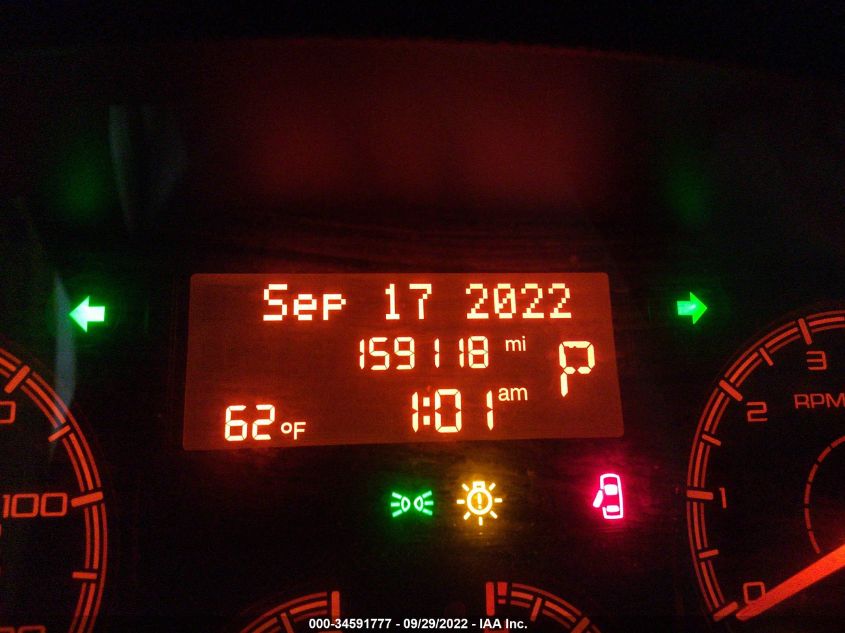 Sep 17 2022
159118 mi
P
62°F
1:01 am
3
2
RPM
1
0
100
000-34591777 - 09/29/2022 - IAA Inc.